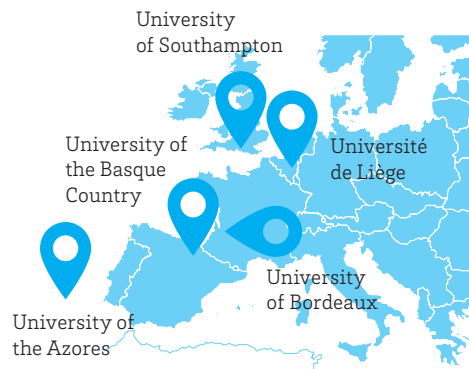 University
of Southampton
University of
the Basque
Country
Université
de Liège
University
of Bordeaux
University of
the Azores